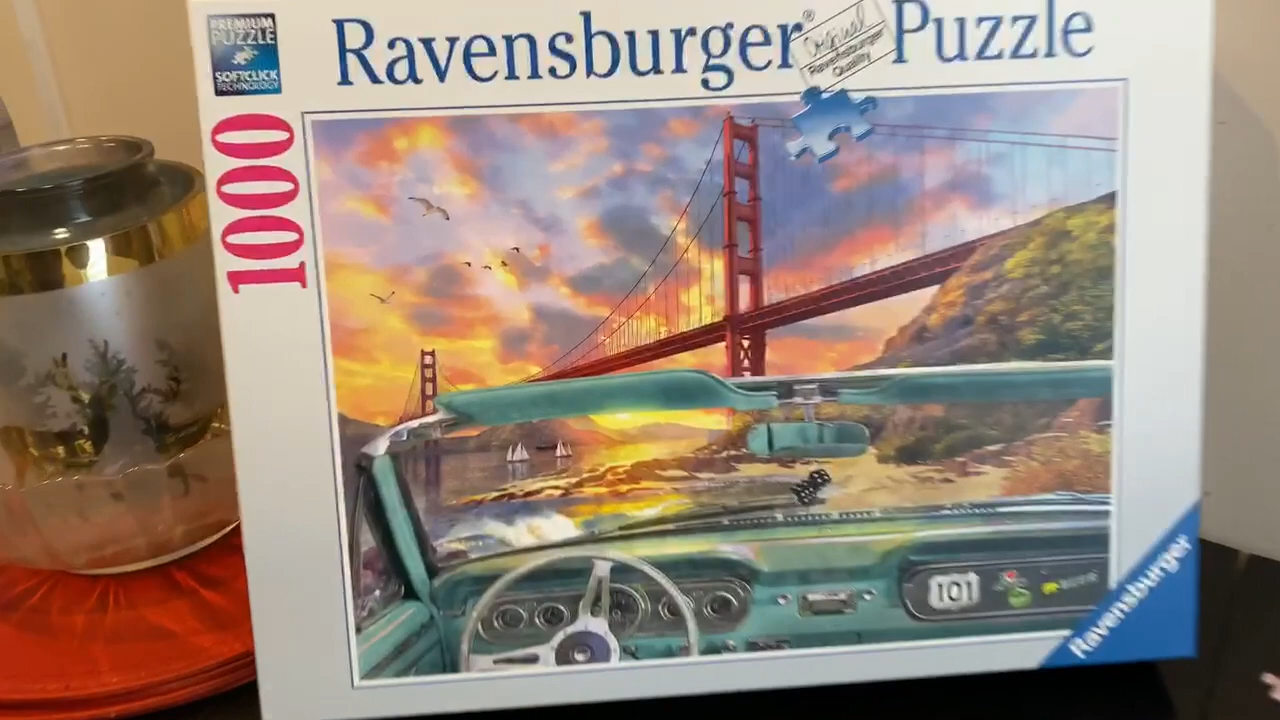 PREMIUM
PUZZLE
SOFTCLICK
TECHNOLOGY
Ravensburger® Puzzle
Original
Ravensburger
Quality
1000
101
Ravensburger